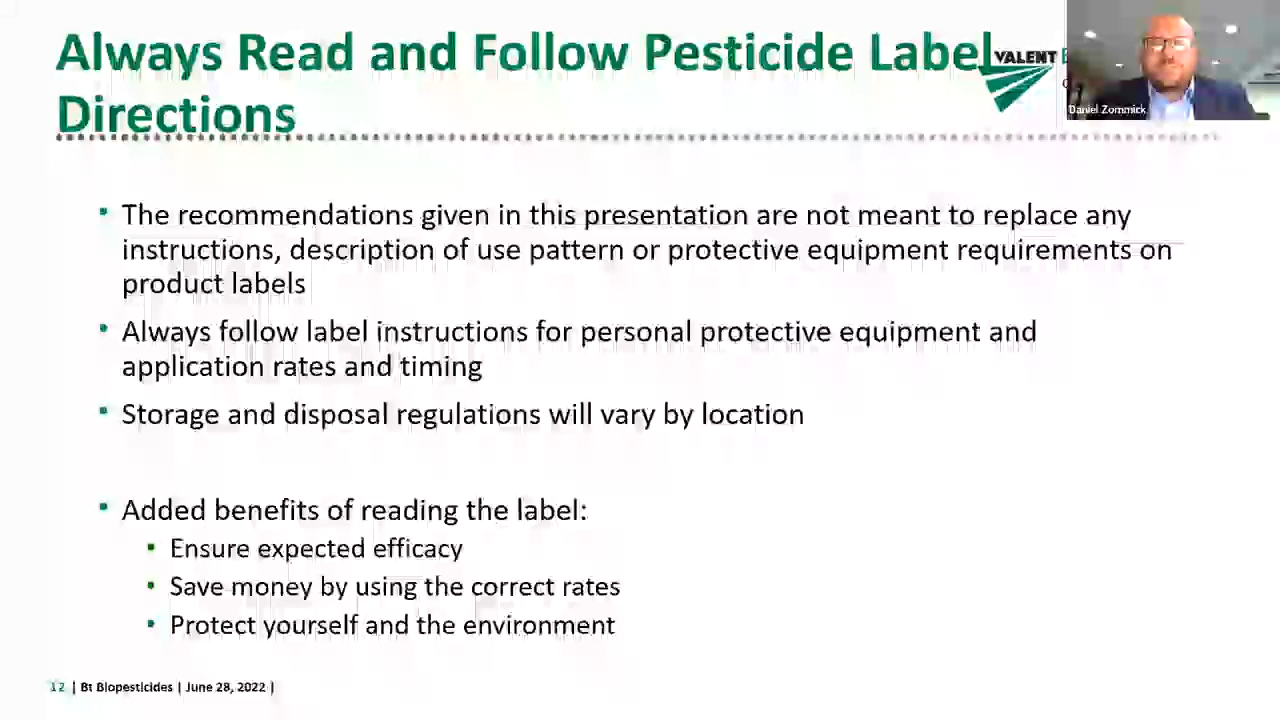 Always Read and Follow Pesticide Label
Directions
VALENT
Daniel Zommick
The recommendations given in this presentation are not meant to replace any
instructions, description of use pattern or protective equipment requirements on
product labels
Always follow label instructions for personal protective equipment and
application rates and timing
Storage and disposal regulations will vary by location
Added benefits of reading the label:
Ensure expected efficacy
Save money by using the correct rates
Protect yourself and the environment
12 | Bt Biopesticides | June 28, 2022 |